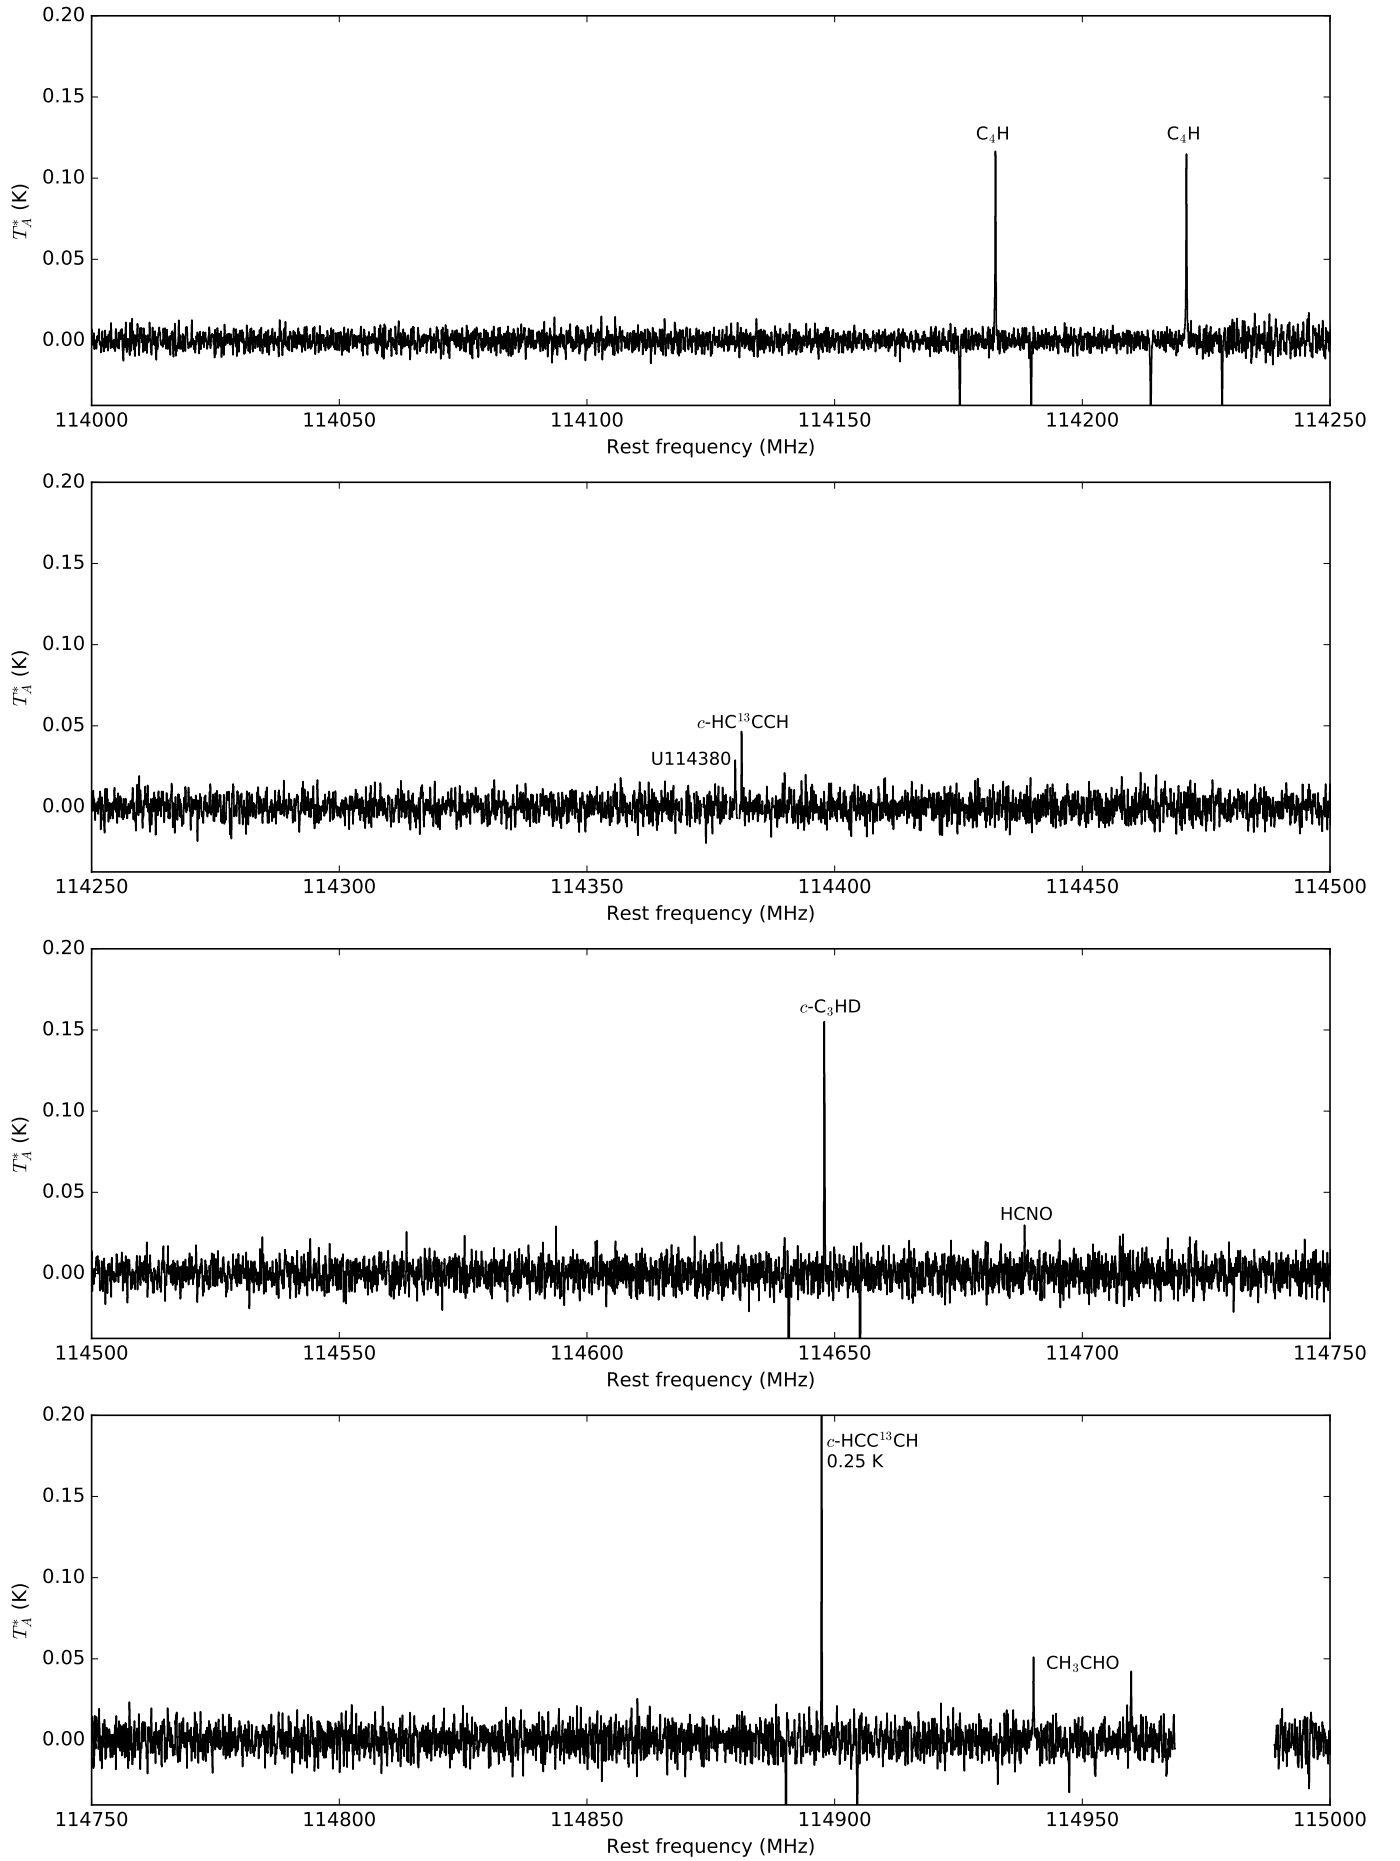 0.20
0.15
C₄H C₄H
0.10
T*A (K)
0.05
0.00
114000 114050 114100 114150 114200 114250
Rest frequency (MHz)
0.20
0.15
0.10
T*A (K)
0.05
c-HC¹³CCH
U114380
0.00
114250 114300 114350 114400 114450 114500
Rest frequency (MHz)
0.20
c-C₃HD
0.15
0.10
T*A (K)
0.05
HCNO
0.00
114500 114550 114600 114650 114700 114750
Rest frequency (MHz)
0.20
c-HCC¹³CH
0.25 K
0.15
0.10
T*A (K)
0.05
CH₃CHO
0.00
114750 114800 114850 114900 114950 115000
Rest frequency (MHz)